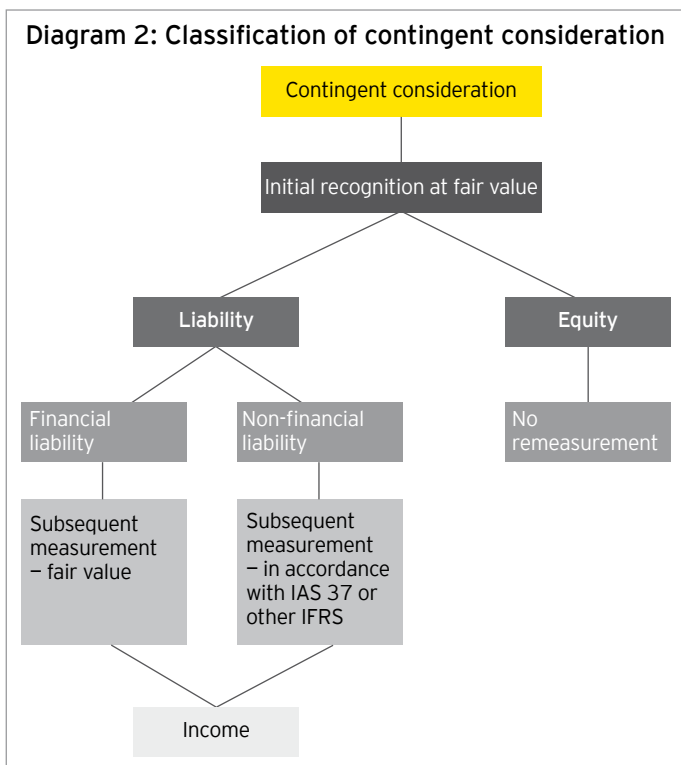 Diagram 2: Classification of contingent consideration
Contingent consideration
Initial recognition at fair value
Liability
Equity
Financial
liability
Non-financial
liability
No
remeasurement
Subsequent
measurement
– fair value
Subsequent
measurement
– in accordance
with IAS 37 or
other IFRS
Income